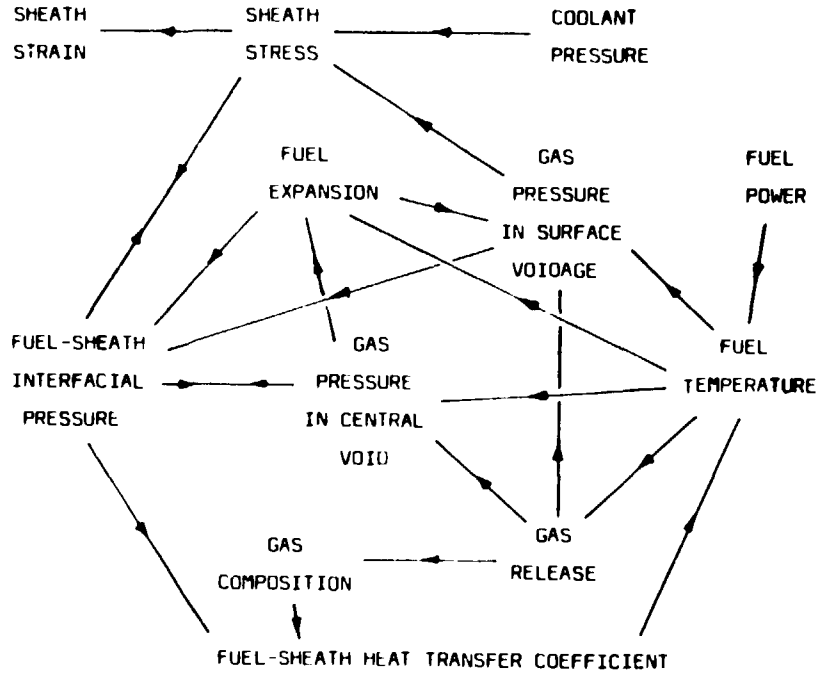 SHEATH
STRAIN
SHEATH
STRESS
COOLANT
PRESSURE
FUEL
EXPANSION
GAS
PRESSURE
IN SURFACE
VOIOAGE
FUEL
POWER
FUEL-SHEATH
INTERFACIAL
PRESSURE
GAS
PRESSURE
IN CENTRAL
VOID
FUEL
TEMPERATURE
GAS
COMPOSITION
GAS
RELEASE
FUEL-SHEATH HEAT TRANSFER COEFFICIENT